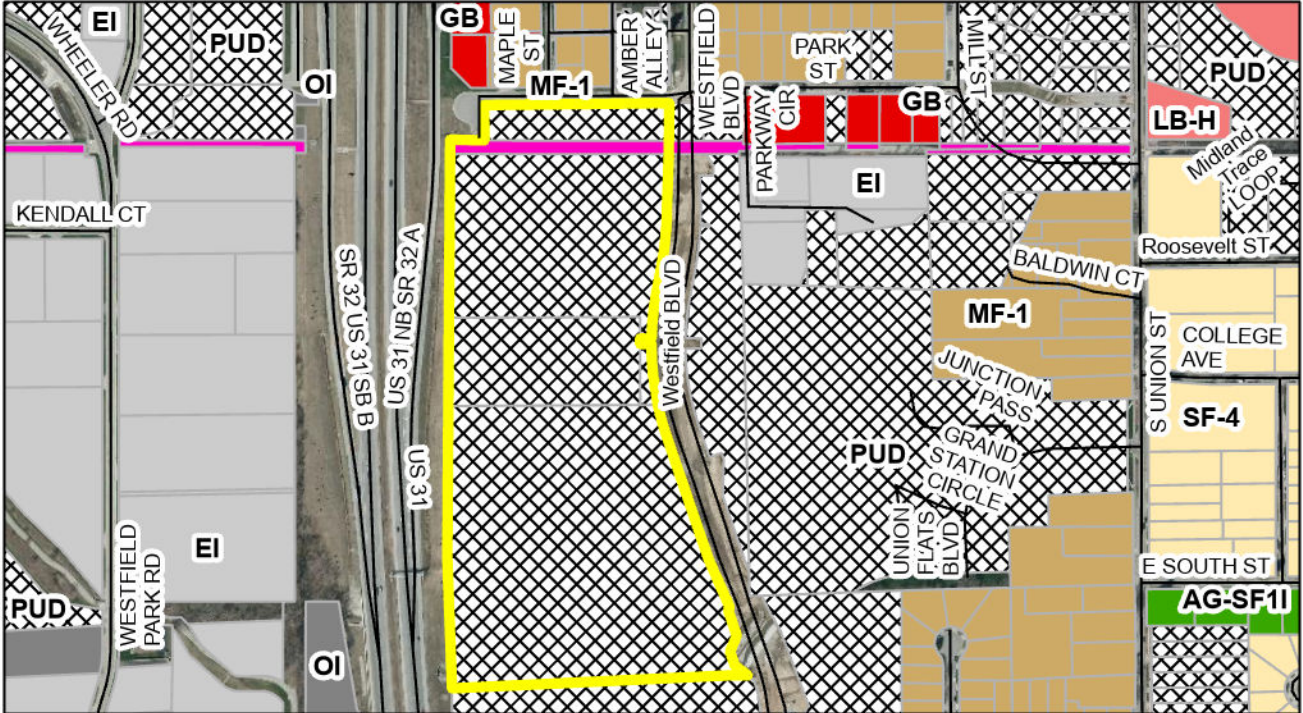 EI
WHEELER RD
PUD
OI
GB
MAPLE
ST
AMBER
ALLEY
MF-1
WESTFIELD
BLVD
PARK
ST
PARKWAY
CIR
GB
MILL ST
PUD
LB-H
Midland
Trace
LOOP
EI
KENDALL CT
Roosevelt ST
BALDWIN CT
SR 32 US 31 SB B
US 31 NB SR 32 A
Westfield BLVD
MF-1
S UNION ST
COLLEGE
AVE
JUNCTION
PASS
SF-4
US 31
PUD
GRAND
STATION
CIRCLE
UNION
FLATS
BLVD
EI
WESTFIELD
PARK RD
E SOUTH ST
PUD
AG-SF1I
OI